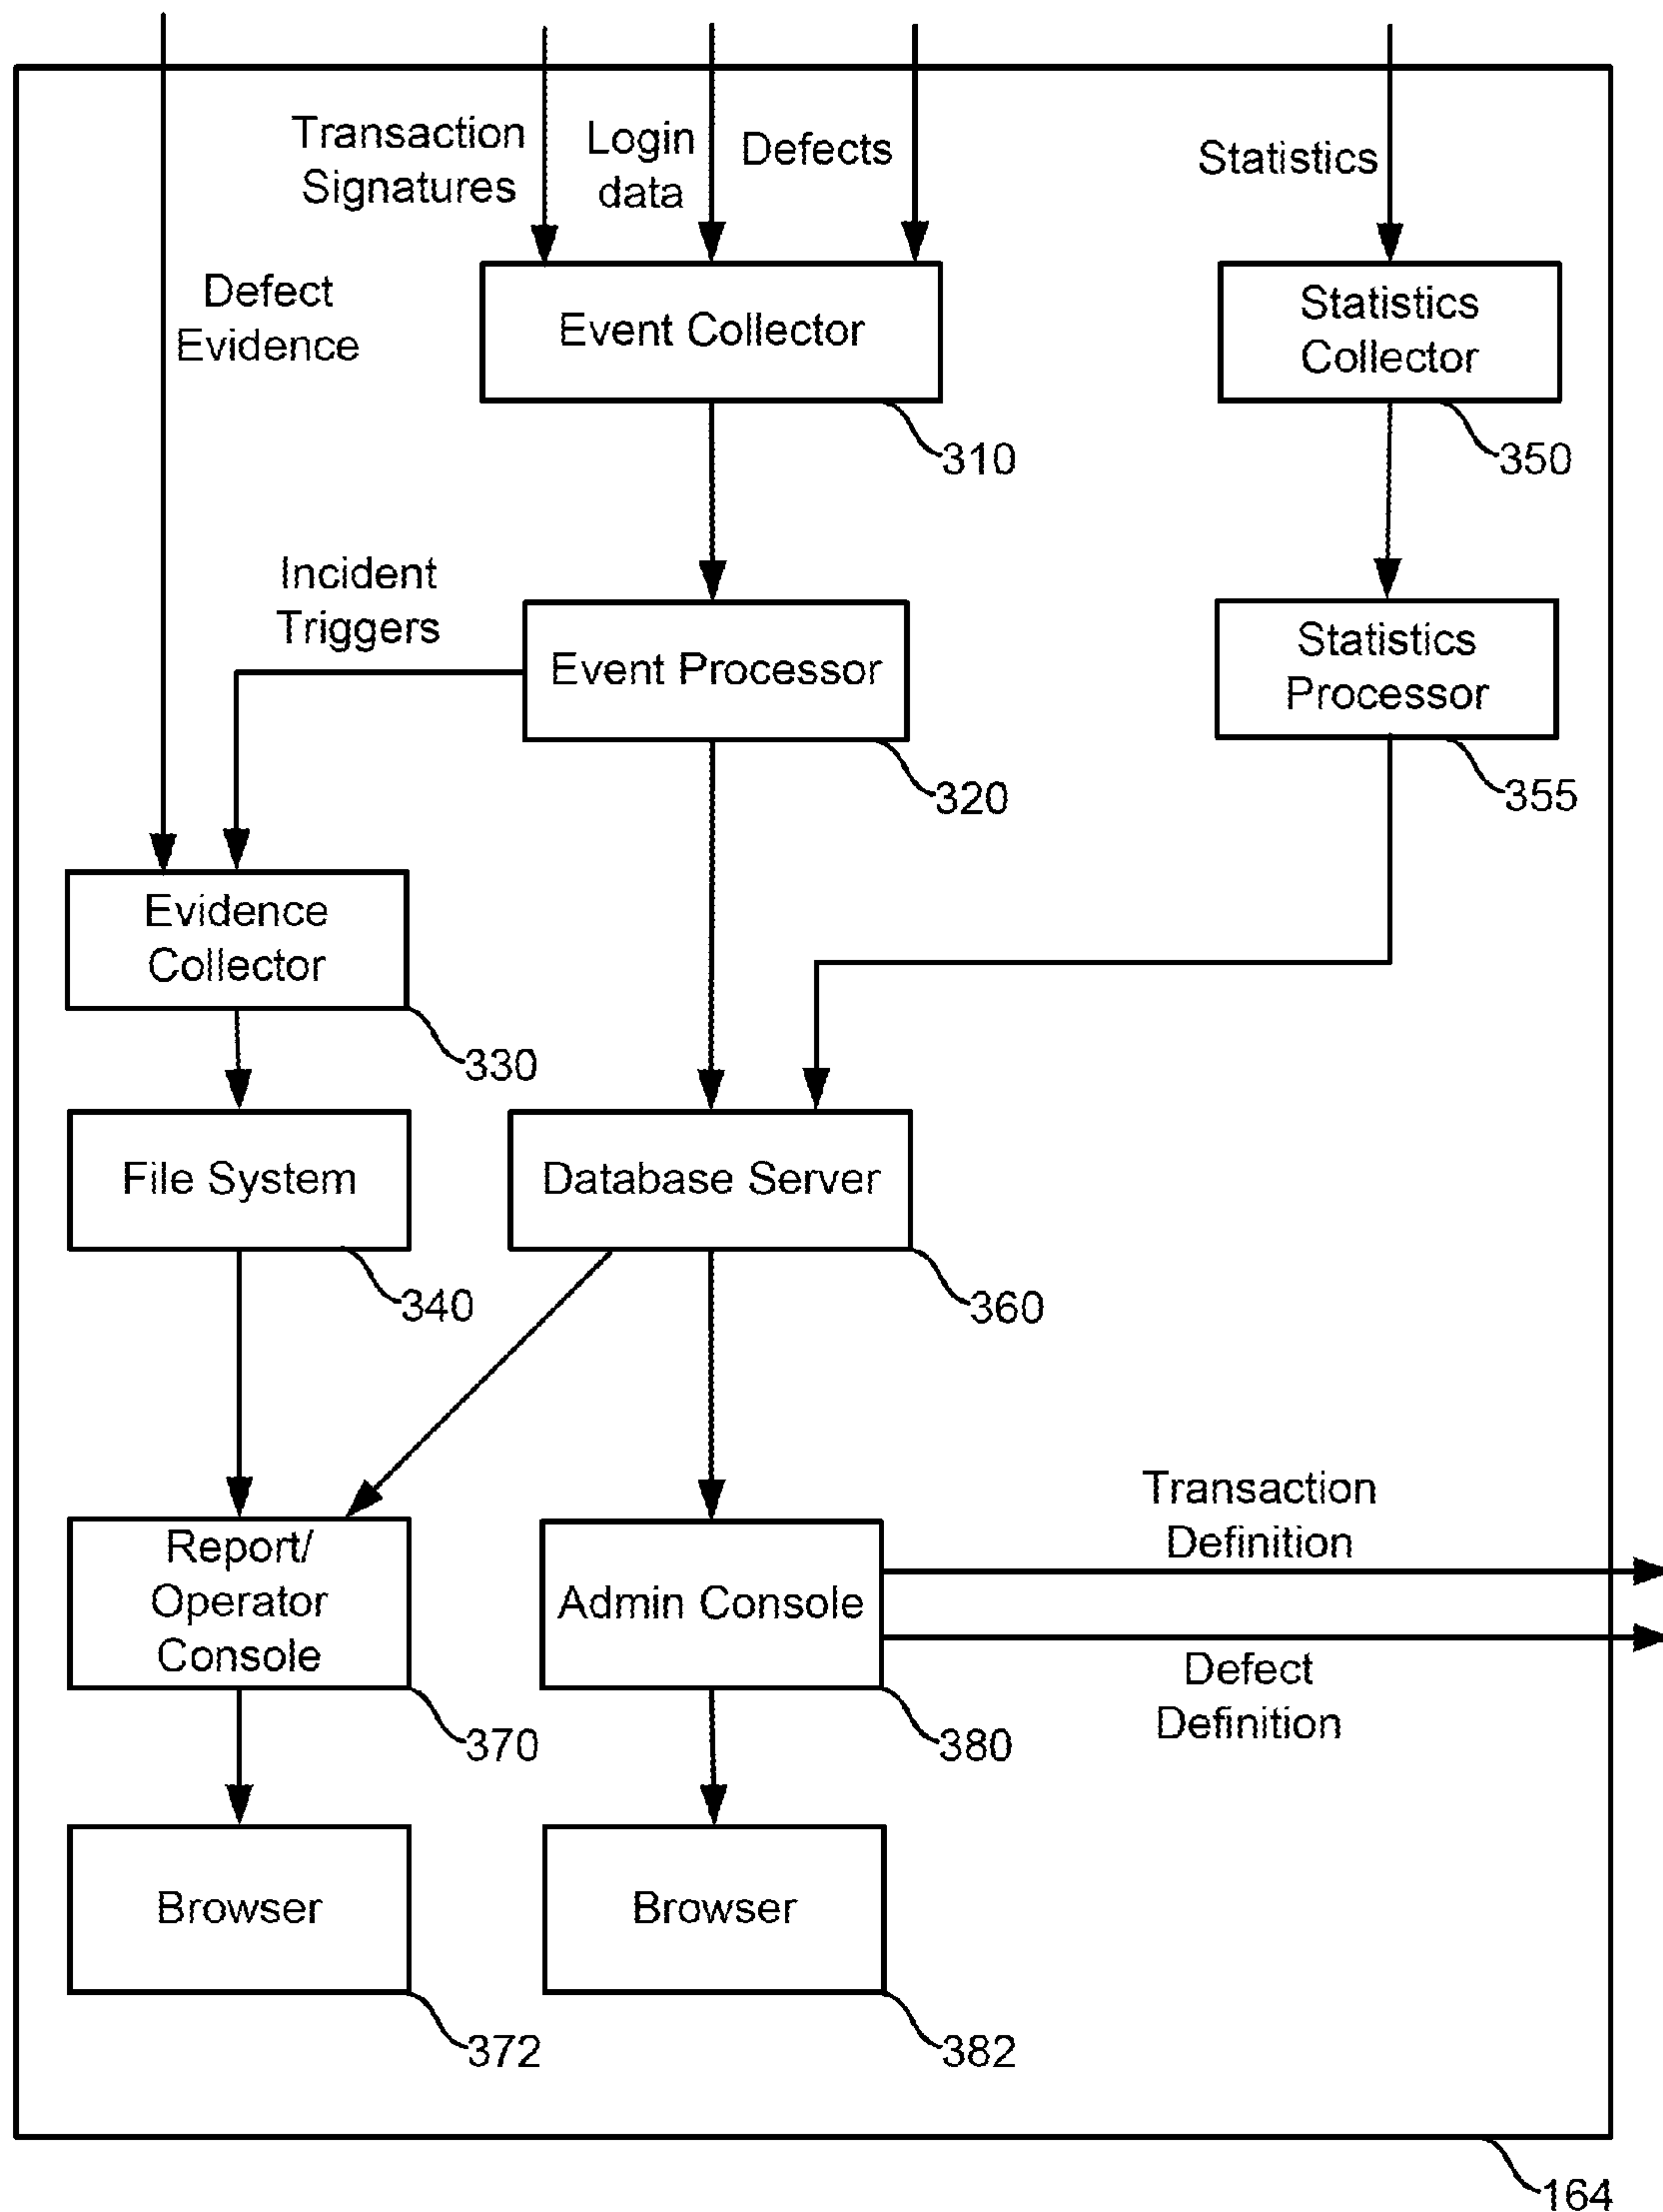 Transaction
Signatures
Login
data
Defects
Statistics
Defect
Evidence
Event Collector
310
Statistics
Collector
350
Incident
Triggers
Event Processor
320
Statistics
Processor
355
Evidence
Collector
330
File System
340
Database Server
360
Report/
Operator
Console
370
Admin Console
380
Transaction
Definition
Defect
Definition
Browser
372
Browser
382
164